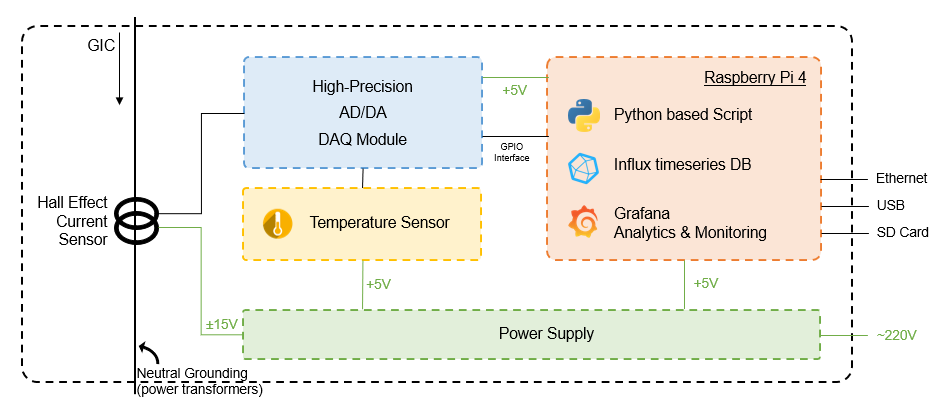 GIC
High-Precision
AD/DA
DAQ Module
+5V
GPIO
Interface
Raspberry Pi 4
Python based Script
Influx timeseries DB
Grafana
Analytics & Monitoring
Ethernet
USB
SD Card
Hall Effect
Current
Sensor
Temperature Sensor
+5V
+5V
±15V
Power Supply
~220V
Neutral Grounding
(power transformers)